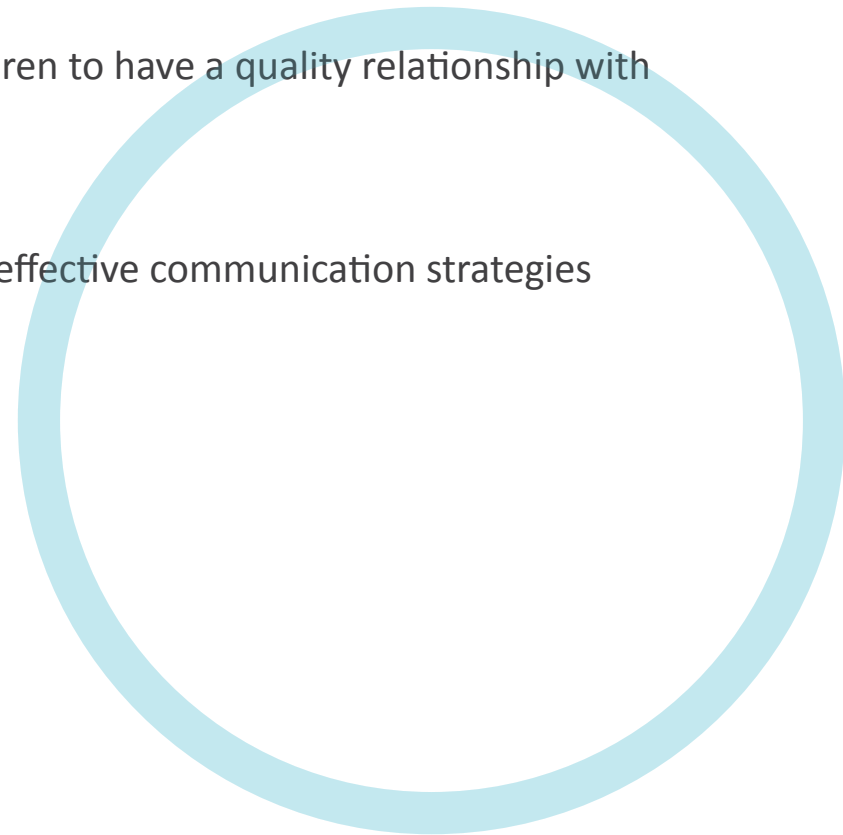 ren to have a quality relationship with
effective communication strategies